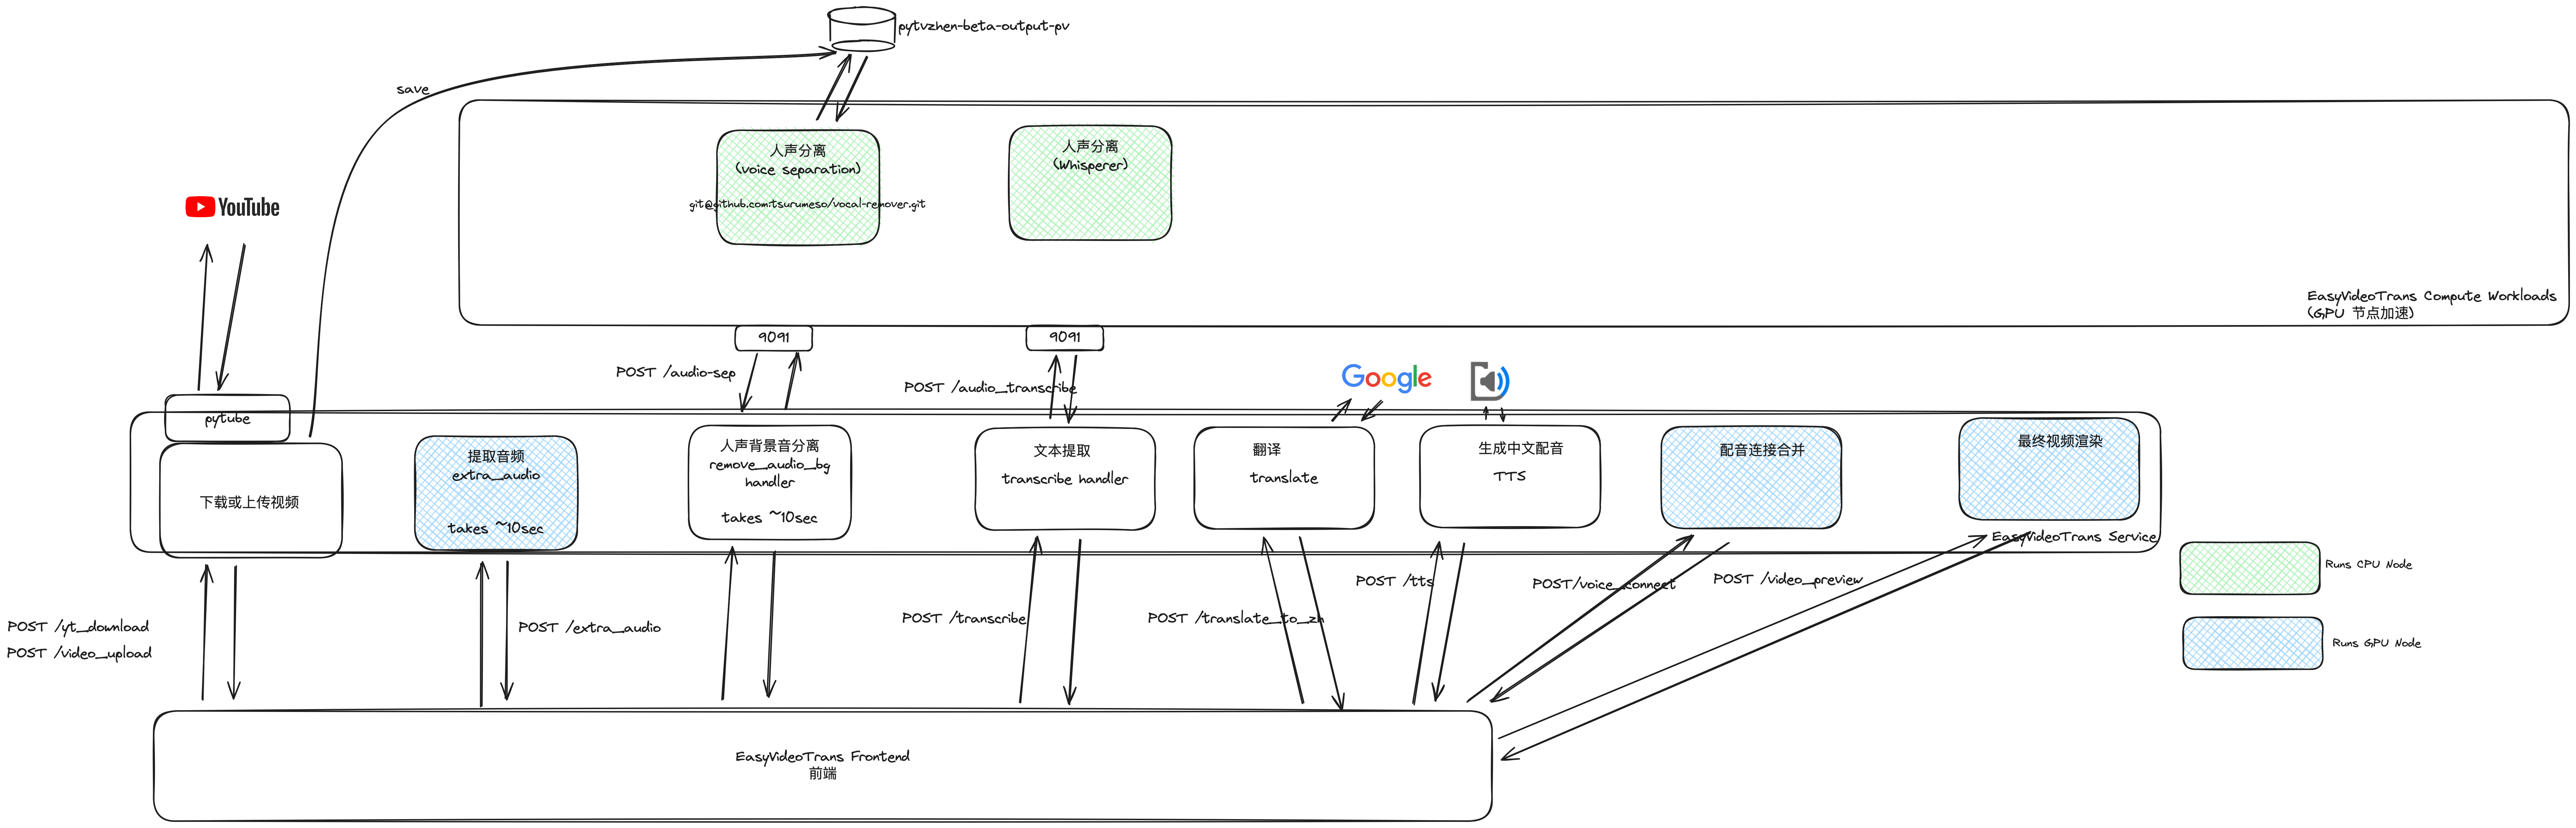 pytvzhen-beta-output-pv
save
人声分离
(voice separation)
git@github.com:tsurumeso/vocal-remover.git
人声分离
(Whisperer)
YouTube
EasyVideoTrans Compute Workloads
(GPU 节点加速)
9091
9091
POST /audio-sep
POST /audio_transcribe
Google
pytube
下载或上传视频
提取音频
extra_audio
takes ~10sec
人声背景音分离
remove_audio_bg
handler
takes ~10sec
文本提取
transcribe handler
翻译
translate
生成中文配音
TTS
配音连接合并
最终视频渲染
EasyVideoTrans Service
Runs CPU Node
Runs GPU Node
POST /yt_download
POST /video_upload
POST /extra_audio
POST /transcribe
POST /translate_to_zh
POST /tts
POST/voice_connect
POST /video_preview
EasyVideoTrans Frontend
前端